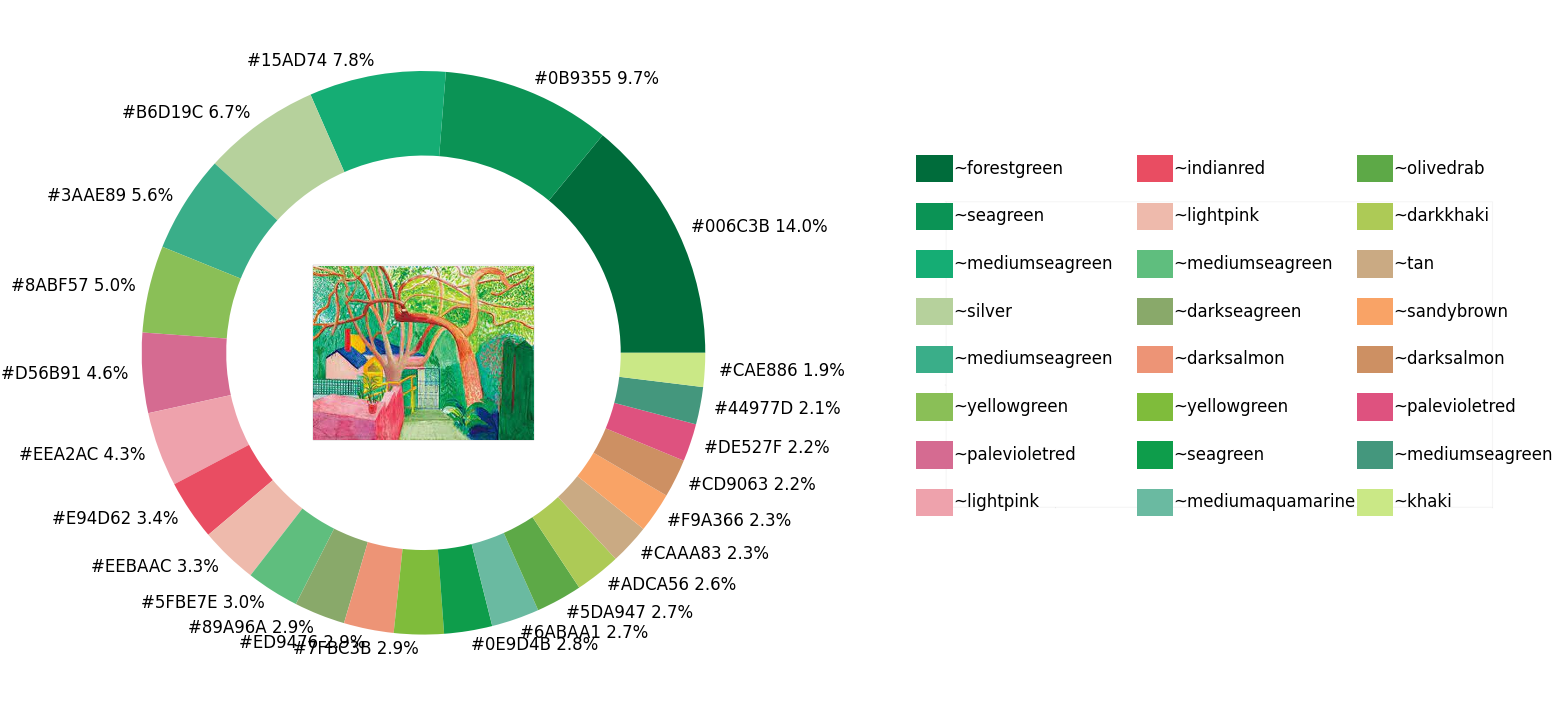 #15AD74 7.8%
#0B9355 9.7%
#B6D19C 6.7%
#3AAE89 5.6%
#006C3B 14.0%
#8ABF57 5.0%
#D56B91 4.6%
#CAE886 1.9%
#44977D 2.1%
#EEA2AC 4.3%
#DE527F 2.2%
#CD9063 2.2%
#E94D62 3.4%
#F9A366 2.3%
#CAAA83 2.3%
#EEBAAC 3.3%
#ADCA56 2.6%
#5FBE7E 3.0%
#5DA947 2.7%
#89A96A 2.9%
#6ABAA1 2.7%
#ED9476 2.9%
#7FBC3B 2.9%
#0E9D4B 2.8%
~forestgreen
~seagreen
~mediumseagreen
~silver
~mediumseagreen
~yellowgreen
~palevioletred
~lightpink
~indianred
~lightpink
~mediumseagreen
~darkseagreen
~darksalmon
~yellowgreen
~seagreen
~mediumaquamarine
~olivedrab
~darkkhaki
~tan
~sandybrown
~darksalmon
~palevioletred
~mediumseagreen
~khaki